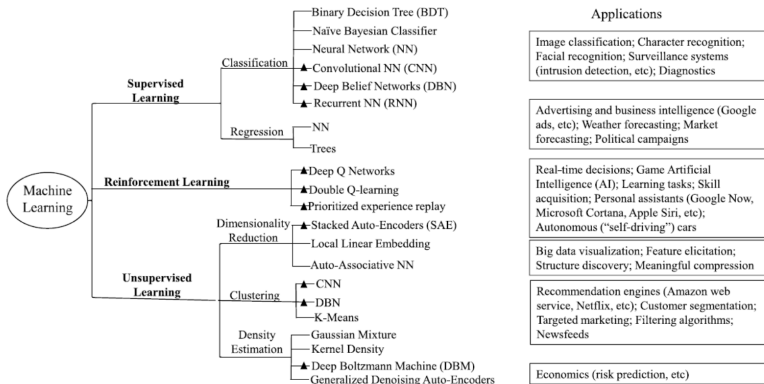 Applications
Binary Decision Tree (BDT)
Naïve Bayesian Classifier
Neural Network (NN)
Classification
Convolutional NN (CNN)
Deep Belief Networks (DBN)
Recurrent NN (RNN)
Image classification; Character recognition;
Facial recognition; Surveillance systems
(intrusion detection, etc); Diagnostics
Supervised
Learning
Regression
NN
Trees
Advertising and business intelligence (Google
ads, etc); Weather forecasting; Market
forecasting; Political campaigns
Machine
Learning
Reinforcement Learning
Deep Q Networks
Double Q-learning
Prioritized experience replay
Real-time decisions; Game Artificial
Intelligence (AI); Learning tasks; Skill
acquisition; Personal assistants (Google Now,
Microsoft Cortana, Apple Siri, etc);
Autonomous (“self-driving”) cars
Unsupervised
Learning
Dimensionality
Reduction
Stacked Auto-Encoders (SAE)
Local Linear Embedding
Auto-Associative NN
Big data visualization; Feature elicitation;
Structure discovery; Meaningful compression
Clustering
CNN
DBN
K-Means
Recommendation engines (Amazon web
service, Netflix, etc); Customer segmentation;
Targeted marketing; Filtering algorithms;
Newsfeeds
Density
Estimation
Gaussian Mixture
Kernel Density
Deep Boltzmann Machine (DBM)
Generalized Denoising Auto-Encoders
Economics (risk prediction, etc)